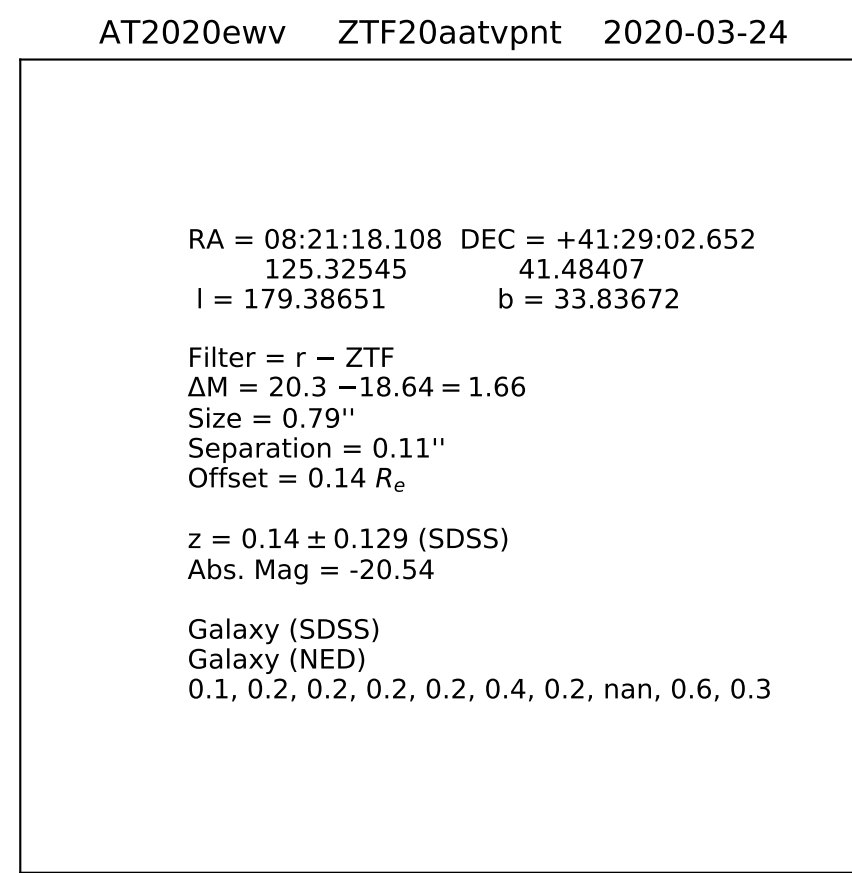 AT2020ewv ZTF20aatvpnt 2020-03-24
RA = 08:21:18.108 DEC = +41:29:02.652
125.32545 41.48407
l = 179.38651 b = 33.83672
Filter = r − ZTF
ΔM = 20.3 −18.64 = 1.66
Size = 0.79''
Separation = 0.11''
Offset = 0.14 Rₑ
z = 0.14 ± 0.129 (SDSS)
Abs. Mag = -20.54
Galaxy (SDSS)
Galaxy (NED)
0.1, 0.2, 0.2, 0.2, 0.2, 0.4, 0.2, nan, 0.6, 0.3